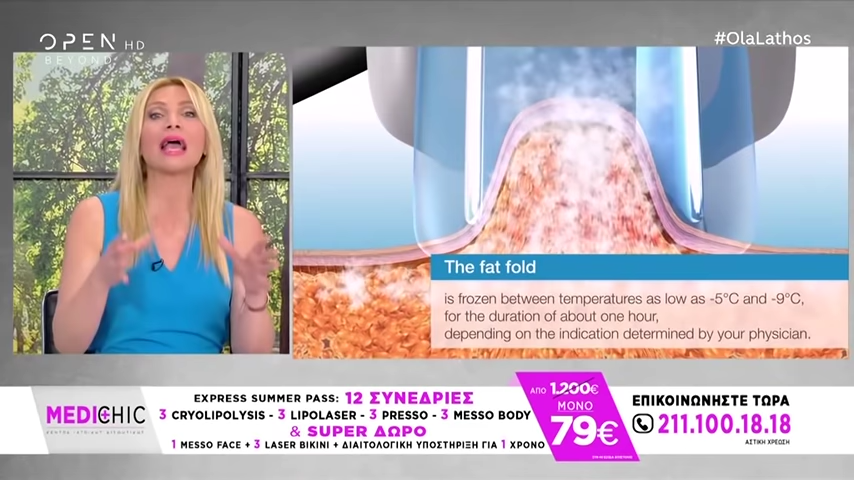 OPEN HD
BEYOND
#OlaLathos
The fat fold
is frozen between temperatures as low as -5°C and -9°C,
for the duration of about one hour,
depending on the indication determined by your physician.
MEDI+CHIC
EXPRESS SUMMER PASS: 12 ΣΥΝΕΔΡΙΕΣ
3 CRYOLIPOLYSIS - 3 LIPOLASER - 3 PRESSO - 3 MESSO BODY
& SUPER ΔΩΡΟ
1 MESSO FACE + 3 LASER BIKINI + ΔΙΑΙΤΟΛΟΓΙΚΗ ΥΠΟΣΤΗΡΙΞΗ ΓΙΑ 1 ΧΡΟΝΟ
ΑΠΟ 1.200€
ΜΟΝΟ
79€
ΕΠΙΚΟΙΝΩΝΗΣΤΕ ΤΩΡΑ
211.100.18.18
ΑΣΤΙΚΗ ΧΡΕΩΣΗ